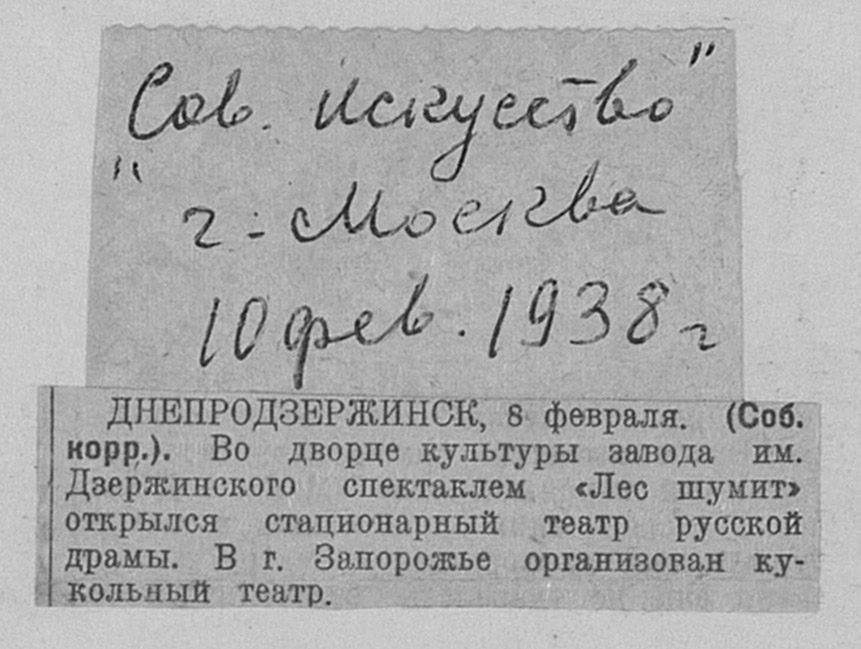 Сов. Искусство"
"
г. Москва
10 фев. 1938 г
ДНЕПРОДЗЕРЖИНСК, 8 февраля. (Соб.
корр.). Во дворце культуры завода им.
Дзержинского спектаклем «Лес шумит»
открылся стационарный театр русской
драмы. В г. Запорожье организован ку-
кольный театр.